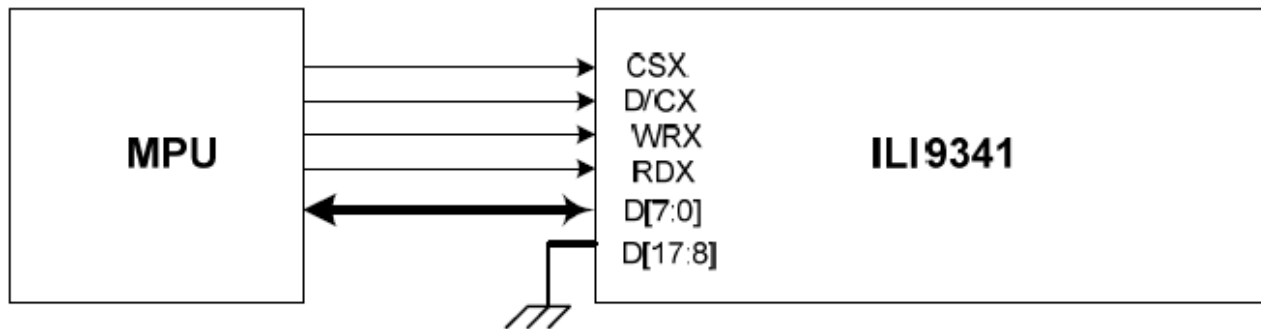 MPU
CSX
D/CX
WRX
RDX
D[7:0]
D[17:8]
ILI9341